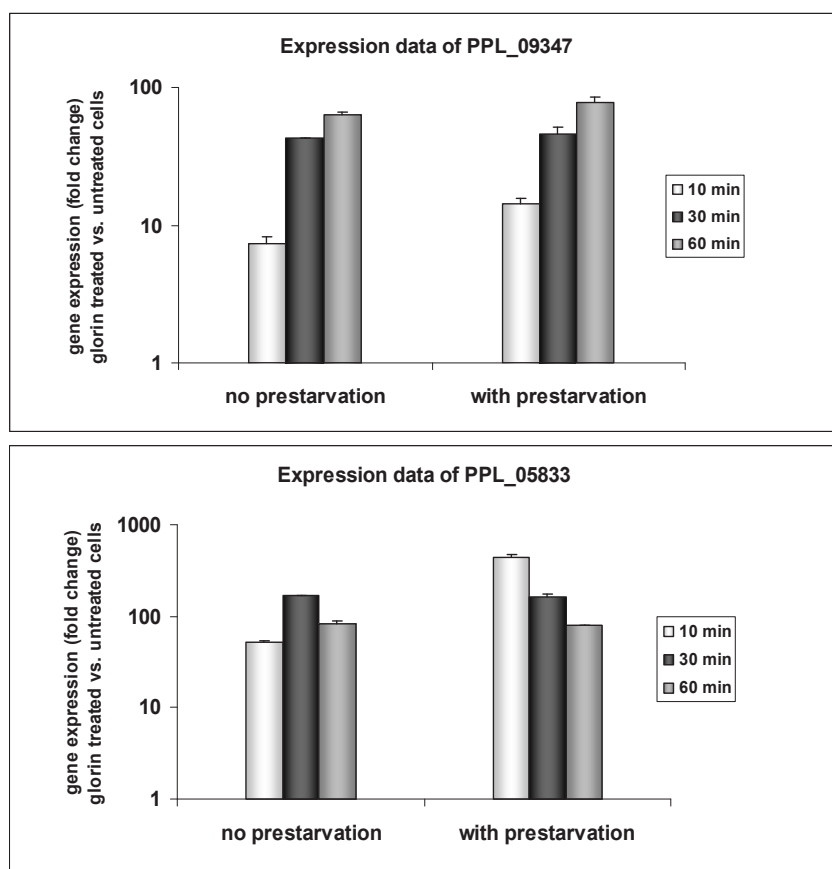 Expression data of PPL_09347
gene expression (fold change)
glorin treated vs. untreated cells
100
10
1
no prestarvation
with prestarvation
10 min
30 min
60 min
Expression data of PPL_05833
gene expression (fold change)
glorin treated vs. untreated cells
1000
100
10
1
no prestarvation
with prestarvation
10 min
30 min
60 min